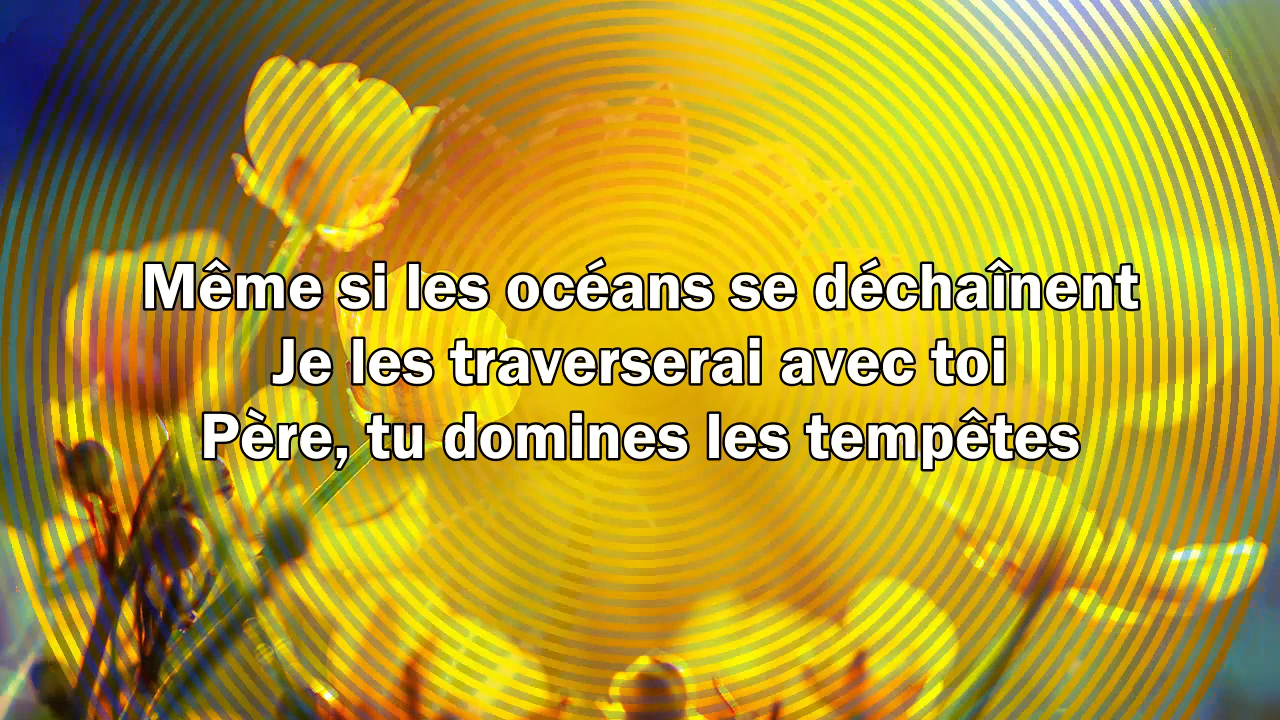 Même si les océans se déchaînent
Je les traverserai avec toi
Père, tu domines les tempêtes